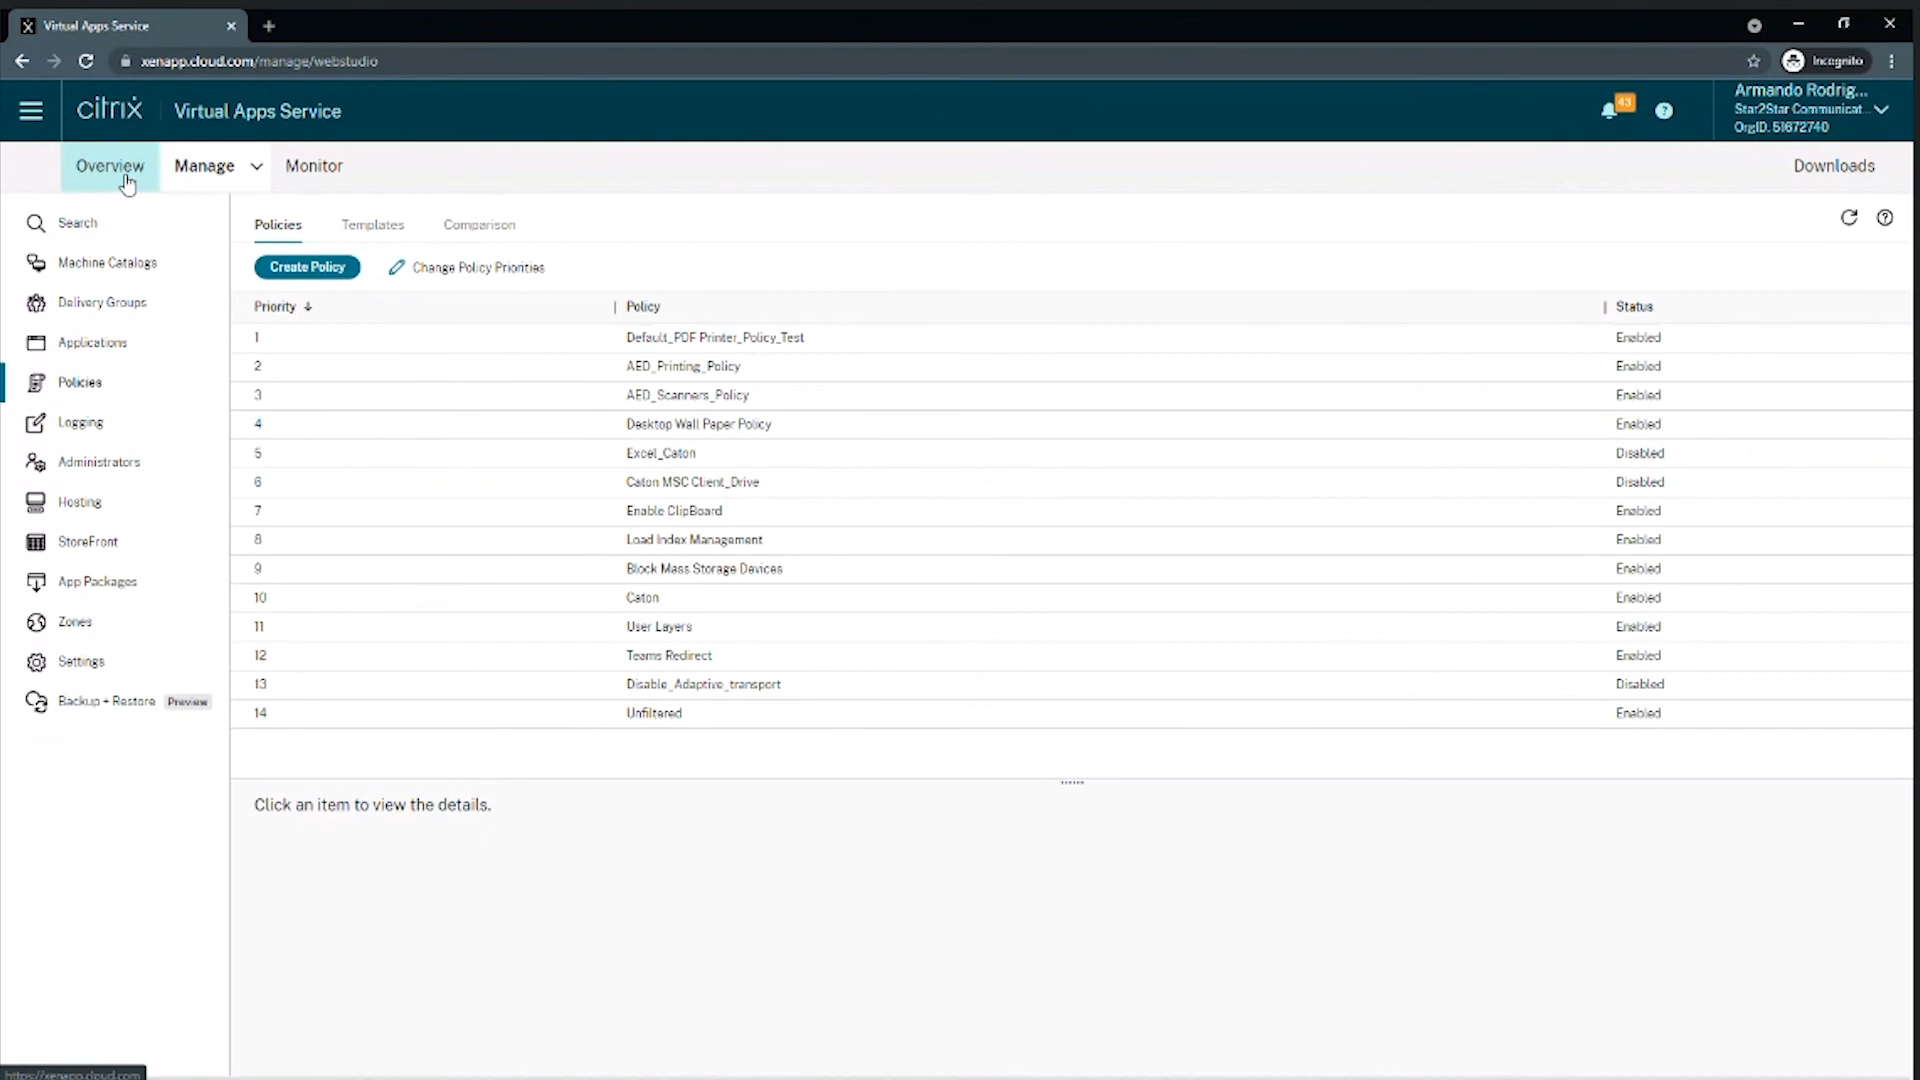 Virtual Apps Service
xenapp.cloud.com/manage/webstudio
Incognito
citrix
Virtual Apps Service
43
Armando Rodrig...
Star2Star Communicat...
OrgID: 51672740
Overview
Manage
Monitor
Downloads
Search
Machine Catalogs
Delivery Groups
Applications
Policies
Logging
Administrators
Hosting
StoreFront
App Packages
Zones
Settings
Backup + Restore Preview
Policies Templates Comparison
Create Policy Change Policy Priorities
Priority Policy Status
1 Default_PDF Printer_Policy_Test Enabled
2 AED_Printing_Policy Enabled
3 AED_Scanners_Policy Enabled
4 Desktop Wall Paper Policy Enabled
5 Excel_Caton Disabled
6 Caton MSC Client_Drive Disabled
7 Enable ClipBoard Enabled
8 Load Index Management Enabled
9 Block Mass Storage Devices Enabled
10 Caton Enabled
11 User Layers Enabled
12 Teams Redirect Enabled
13 Disable_Adaptive_transport Disabled
14 Unfiltered Enabled
Click an item to view the details.
https://xenapp.cloud.com